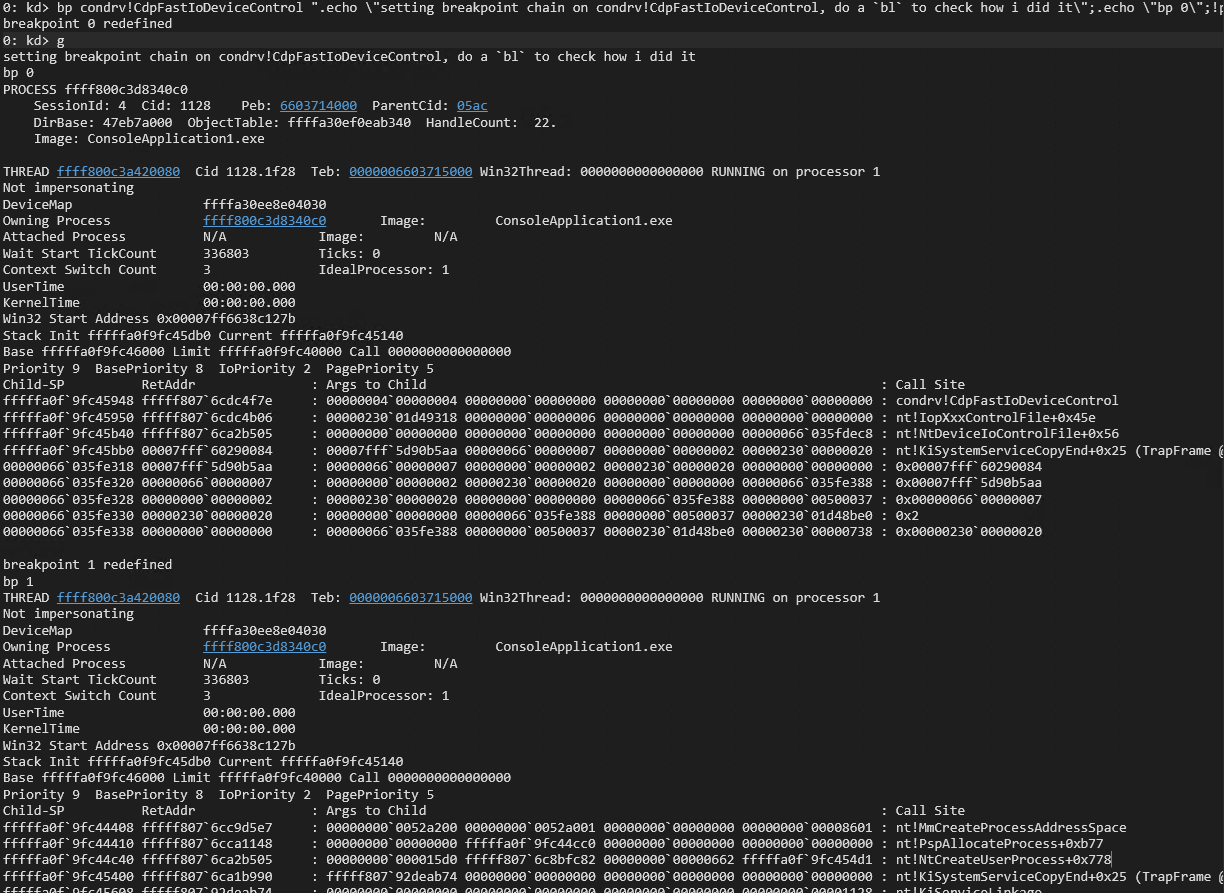 0: kd> bp condrv!CdpFastIoDeviceControl ".echo \"setting breakpoint chain on condrv!CdpFastIoDeviceControl, do a `bl` to check how i did it\";.echo \"bp 0\";!p
breakpoint 0 redefined
0: kd> g
setting breakpoint chain on condrv!CdpFastIoDeviceControl, do a `bl` to check how i did it
bp 0
PROCESS ffff800c3d8340c0
    SessionId: 4  Cid: 1128    Peb: 6603714000  ParentCid: 05ac
    DirBase: 47eb7a000  ObjectTable: ffffa30ef0eab340  HandleCount:  22.
    Image: ConsoleApplication1.exe
THREAD ffff800c3a420080  Cid 1128.1f28  Teb: 0000006603715000 Win32Thread: 0000000000000000 RUNNING on processor 1
Not impersonating
DeviceMap                 ffffa30ee8e04030
Owning Process            ffff800c3d8340c0       Image:         ConsoleApplication1.exe
Attached Process          N/A            Image:         N/A
Wait Start TickCount      336803         Ticks: 0
Context Switch Count      3              IdealProcessor: 1
UserTime                  00:00:00.000
KernelTime                00:00:00.000
Win32 Start Address 0x00007ff6638c127b
Stack Init fffffa0f9fc45db0 Current fffffa0f9fc45140
Base fffffa0f9fc46000 Limit fffffa0f9fc40000 Call 0000000000000000
Priority 9  BasePriority 8  IoPriority 2  PagePriority 5
Child-SP          RetAddr               : Args to Child                                                           : Call Site
fffffa0f`9fc45948 fffff807`6cdc4f7e     : 00000004`00000004 00000000`00000000 00000000`00000000 00000000`00000000 : condrv!CdpFastIoDeviceControl
fffffa0f`9fc45950 fffff807`6cdc4b06     : 00000230`01d49318 00000000`00000006 00000000`00000000 00000000`00000000 : nt!IopXxxControlFile+0x45e
fffffa0f`9fc45b40 fffff807`6ca2b505     : 00000000`00000000 00000000`00000000 00000000`00000000 00000066`035fdec8 : nt!NtDeviceIoControlFile+0x56
fffffa0f`9fc45bb0 00007fff`60290084     : 00007fff`5d90b5aa 00000066`00000007 00000000`00000002 00000230`00000020 : nt!KiSystemServiceCopyEnd+0x25 (TrapFrame @
00000066`035fe318 00007fff`5d90b5aa     : 00000066`00000007 00000000`00000002 00000230`00000020 00000000`00000000 : 0x00007fff`60290084
00000066`035fe320 00000066`00000007     : 00000000`00000002 00000230`00000020 00000000`00000000 00000066`035fe388 : 0x00007fff`5d90b5aa
00000066`035fe328 00000000`00000002     : 00000230`00000020 00000000`00000000 00000066`035fe388 00000000`00500037 : 0x00000066`00000007
00000066`035fe330 00000230`00000020     : 00000000`00000000 00000066`035fe388 00000000`00500037 00000230`01d48be0 : 0x2
00000066`035fe338 00000000`00000000     : 00000066`035fe388 00000000`00500037 00000230`01d48be0 00000230`00000738 : 0x00000230`00000020
breakpoint 1 redefined
bp 1
THREAD ffff800c3a420080  Cid 1128.1f28  Teb: 0000006603715000 Win32Thread: 0000000000000000 RUNNING on processor 1
Not impersonating
DeviceMap                 ffffa30ee8e04030
Owning Process            ffff800c3d8340c0       Image:         ConsoleApplication1.exe
Attached Process          N/A            Image:         N/A
Wait Start TickCount      336803         Ticks: 0
Context Switch Count      3              IdealProcessor: 1
UserTime                  00:00:00.000
KernelTime                00:00:00.000
Win32 Start Address 0x00007ff6638c127b
Stack Init fffffa0f9fc45db0 Current fffffa0f9fc45140
Base fffffa0f9fc46000 Limit fffffa0f9fc40000 Call 0000000000000000
Priority 9  BasePriority 8  IoPriority 2  PagePriority 5
Child-SP          RetAddr               : Args to Child                                                           : Call Site
fffffa0f`9fc44408 fffff807`6cc9d5e7     : 00000000`0052a200 00000000`0052a001 00000000`00000000 00000000`00008601 : nt!MmCreateProcessAddressSpace
fffffa0f`9fc44410 fffff807`6cca1148     : 00000000`00000000 fffffa0f`9fc44cc0 00000000`00000000 00000000`00000000 : nt!PspAllocateProcess+0xb77
fffffa0f`9fc44c40 fffff807`6ca2b505     : 00000000`000015d0 fffff807`6c8bfc82 00000000`00000662 fffffa0f`9fc454d1 : nt!NtCreateUserProcess+0x778
fffffa0f`9fc45400 fffff807`6ca1b990     : fffff807`92deab74 00000000`00000000 00000000`00000000 00000000`00000000 : nt!KiSystemServiceCopyEnd+0x25 (TrapFrame @
fffffa0f`9fc45608 fffff807`92deab74     : 00000000`00000000 00000000`00000000 00000000`00000000 00000000`00001128 : nt!KiServiceLinkage